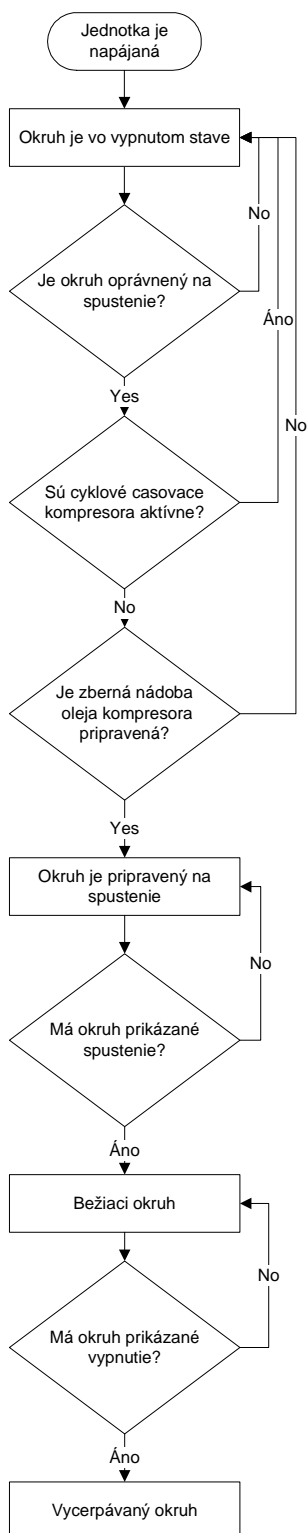 Jednotka je
napájaná
Okruh je vo vypnutom stave
No
Je okruh oprávnený na
spustenie?
Áno
Yes
No
Sú cyklové casovace
kompresora aktívne?
No
Je zberná nádoba
oleja kompresora
pripravená?
Yes
Okruh je pripravený na
spustenie
No
Má okruh prikázané
spustenie?
Áno
Bežiaci okruh
No
Má okruh prikázané
vypnutie?
Áno
Vycerpávaný okruh